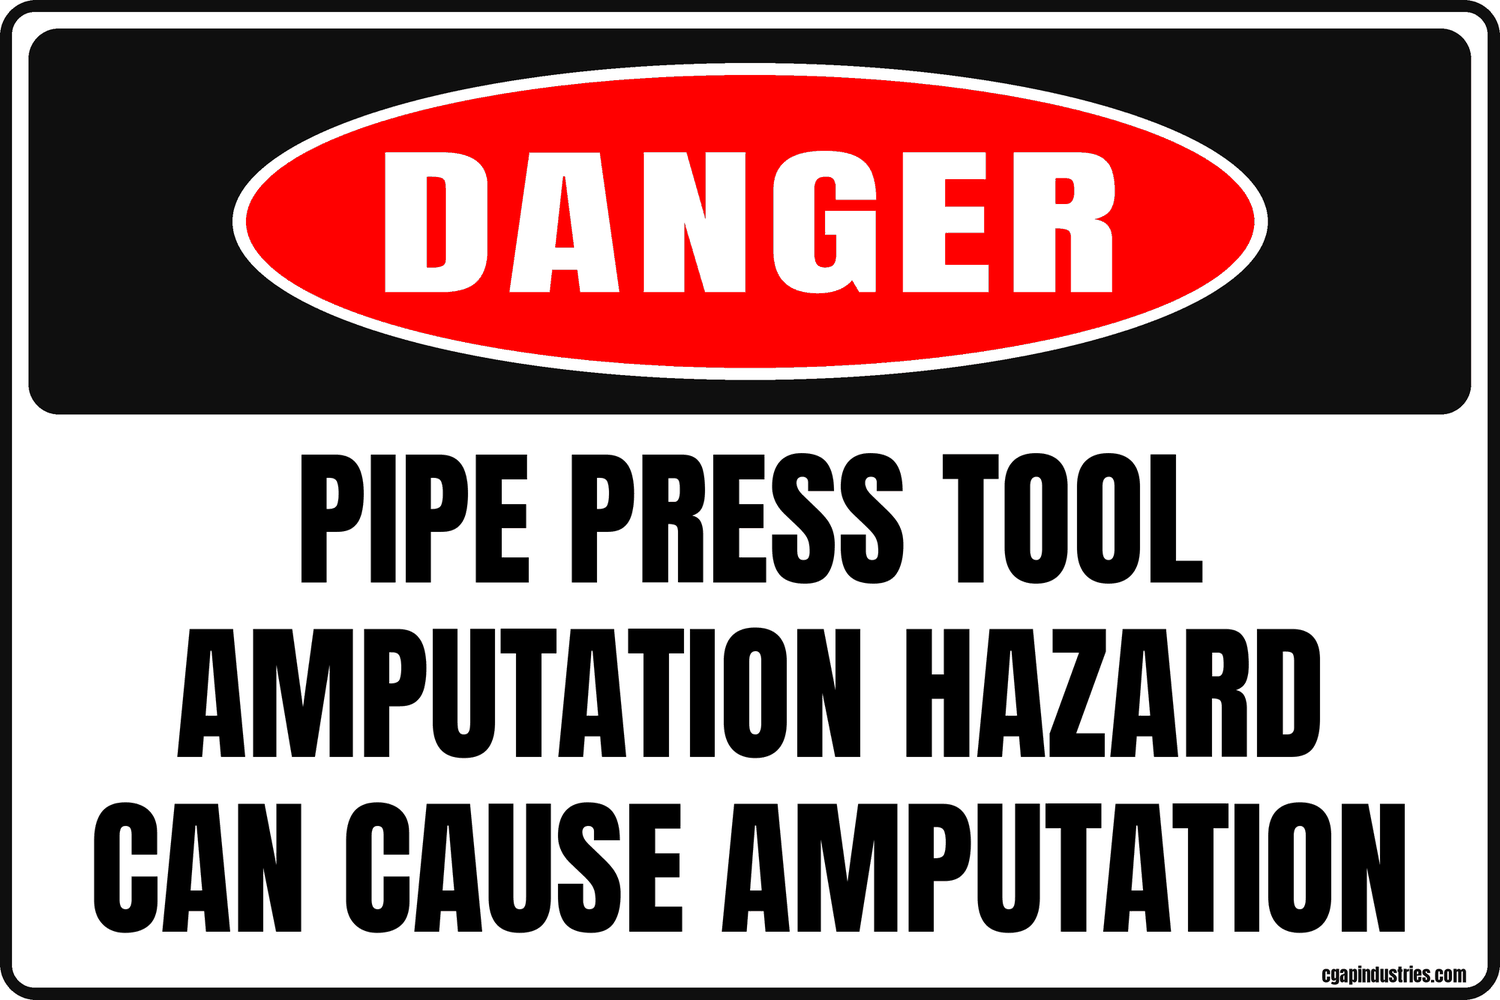 DANGER
PIPE PRESS TOOL
AMPUTATION HAZARD
CAN CAUSE AMPUTATION
cgapindustries.com